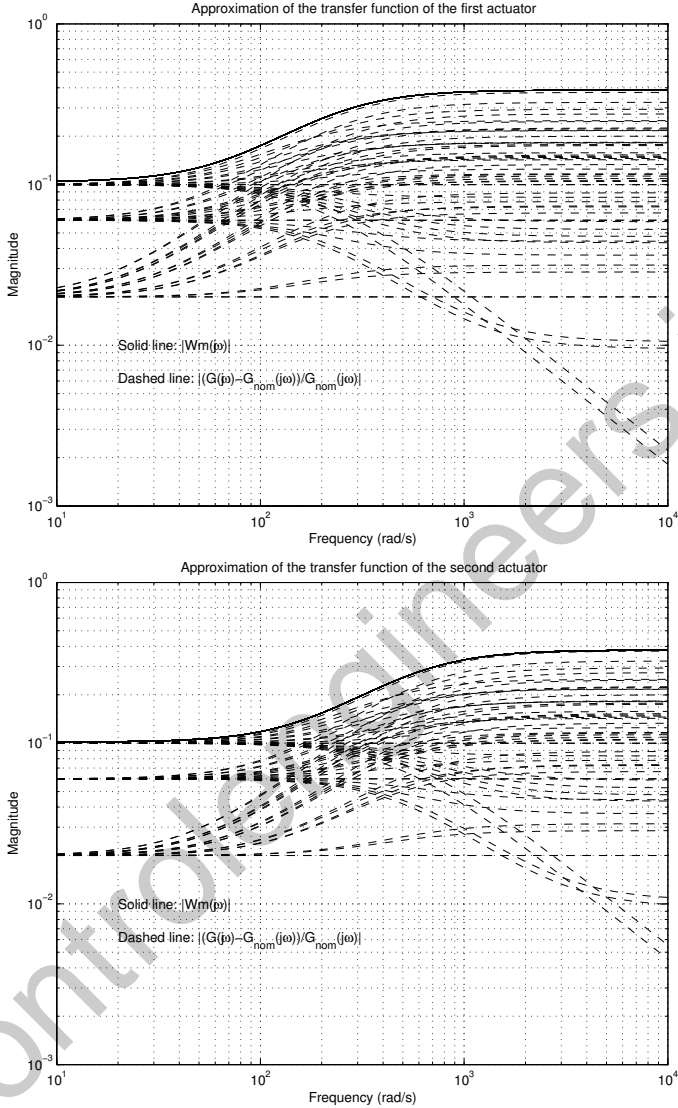 Approximation of the transfer function of the first actuator
10^0
10^−1
10^−2
10^−3
Magnitude
Solid line: |Wm(jω)|
Dashed line: |(G(jω)−G_nom(jω))/G_nom(jω)|
10^1 10^2 10^3 10^4
Frequency (rad/s)
Approximation of the transfer function of the second actuator
10^0
10^−1
10^−2
10^−3
Magnitude
Solid line: |Wm(jω)|
Dashed line: |(G(jω)−G_nom(jω))/G_nom(jω)|
10^1 10^2 10^3 10^4
Frequency (rad/s)
ontrolengineers.i